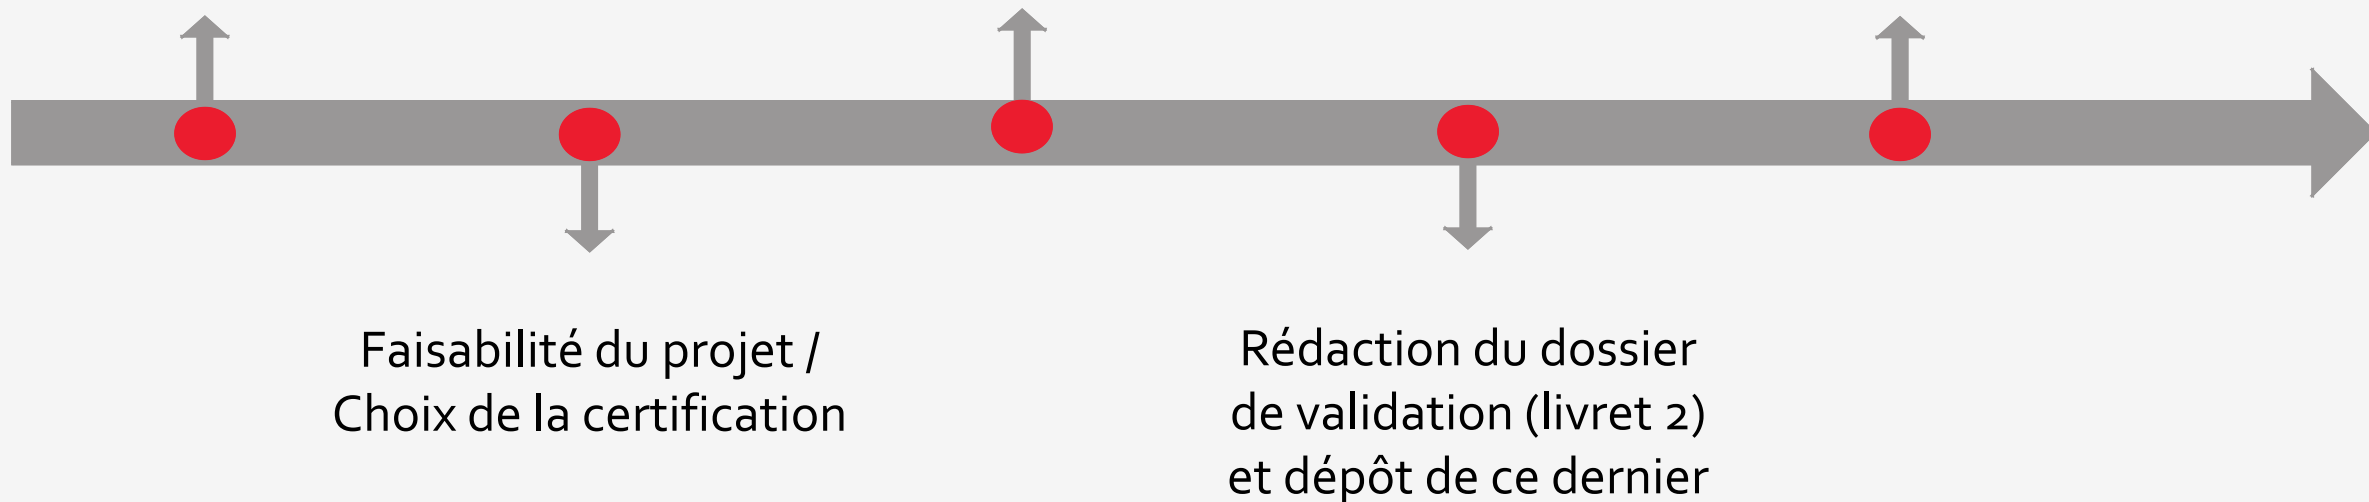 Faisabilité du projet /
Choix de la certification
Rédaction du dossier
de validation (livret 2)
et dépôt de ce dernier